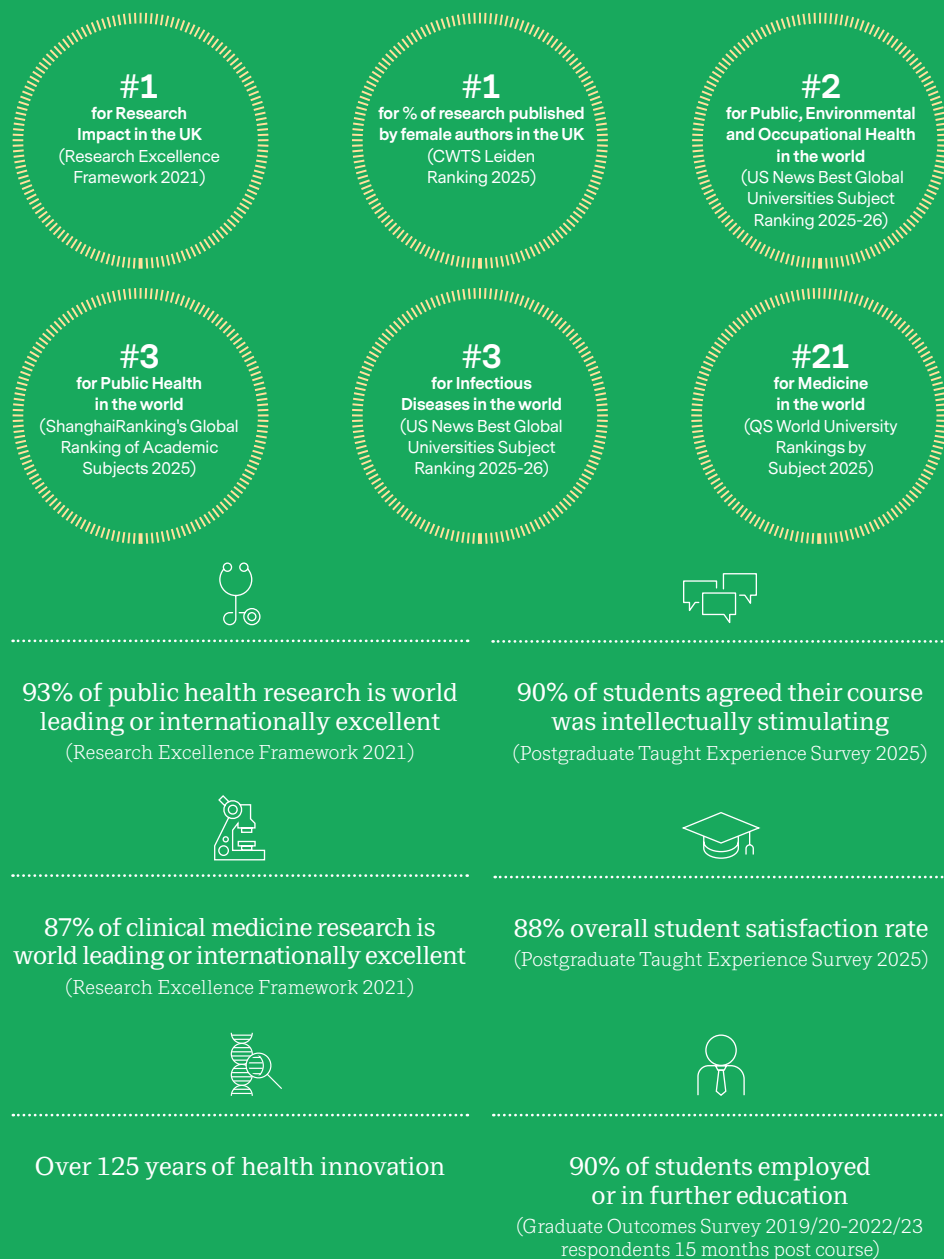 #1
for Research
Impact in the UK
(Research Excellence
Framework 2021)
#1
for % of research published
by female authors in the UK
(CWTS Leiden
Ranking 2025)
#2
for Public, Environmental
and Occupational Health
in the world
(US News Best Global
Universities Subject
Ranking 2025-26)
#3
for Public Health
in the world
(ShanghaiRanking's Global
Ranking of Academic
Subjects 2025)
#3
for Infectious
Diseases in the world
(US News Best Global
Universities Subject
Ranking 2025-26)
#21
for Medicine
in the world
(QS World University
Rankings by
Subject 2025)
93% of public health research is world
leading or internationally excellent
(Research Excellence Framework 2021)
90% of students agreed their course
was intellectually stimulating
(Postgraduate Taught Experience Survey 2025)
87% of clinical medicine research is
world leading or internationally excellent
(Research Excellence Framework 2021)
88% overall student satisfaction rate
(Postgraduate Taught Experience Survey 2025)
Over 125 years of health innovation
90% of students employed
or in further education
(Graduate Outcomes Survey 2019/20-2022/23
respondents 15 months post course)